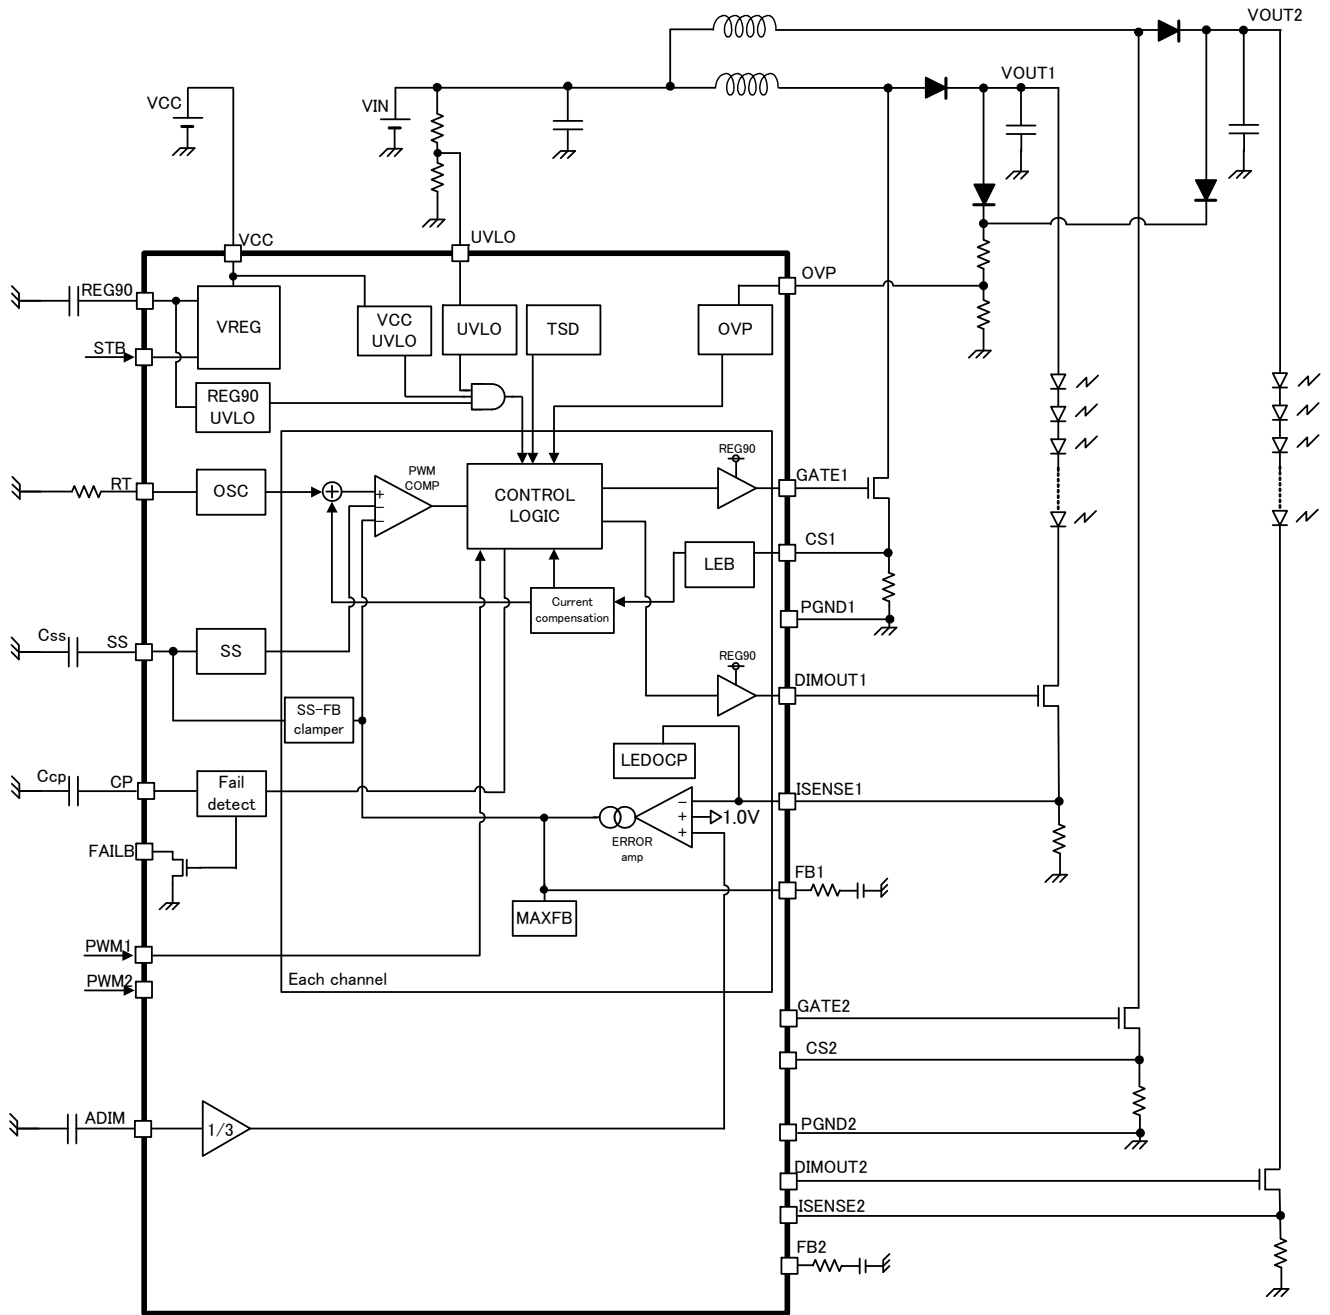 VOUT2
VOUT1
VCC
VIN
VCC
UVLO
REG90
OVP
VREG
VCC
UVLO
UVLO
TSD
OVP
STB
REG90
UVLO
REG90
RT
OSC
PWM
COMP
CONTROL
LOGIC
GATE1
CS1
LEB
Current
compensation
PGND1
Css
SS
SS
REG90
DIMOUT1
SS-FB
clamper
LEDOCP
Ccp
CP
Fail
detect
ISENSE1
1.0V
ERROR
amp
FAILB
FB1
MAXFB
PWM1
PWM2
Each channel
GATE2
CS2
ADIM
1/3
PGND2
DIMOUT2
ISENSE2
FB2